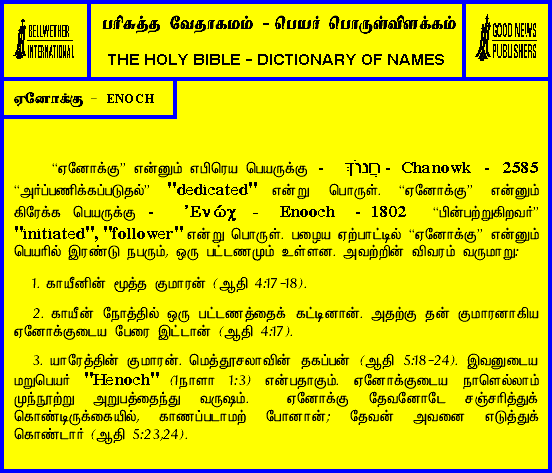 BELLWETHER
INTERNATIONAL
பரிசுத்த வேதாகமம் - பெயர் பொருள்விளக்கம்
THE HOLY BIBLE - DICTIONARY OF NAMES
GOOD NEWS
PUBLISHERS
ஏனோக்கு - ENOCH
“ஏனோக்கு” என்னும் எபிரெய பெயருக்கு - חֲנוֹךְ - Chanowk - 2585
“அர்ப்பணிக்கப்படுதல்” "dedicated" என்று பொருள். “ஏனோக்கு” என்னும்
கிரேக்க பெயருக்கு - Ἑνώχ - Enooch - 1802 “பின்பற்றுகிறவர்”
"initiated", "follower" என்று பொருள். பழைய ஏற்பாட்டில் “ஏனோக்கு” என்னும்
பெயரில் இரண்டு நபரும், ஒரு பட்டணமும் உள்ளன. அவற்றின் விவரம் வருமாறு:
1. காயீனின் மூத்த குமாரன் (ஆதி 4:17-18).
2. காயீன் நோத்தில் ஒரு பட்டணத்தைக் கட்டினான். அதற்கு தன் குமாரனாகிய
ஏனோக்குடைய பேரை இட்டான் (ஆதி 4:17).
3. யாரேத்தின் குமாரன். மெத்தூசலாவின் தகப்பன் (ஆதி 5:18-24). இவனுடைய
மறுபெயர் "Henoch" (1நாளா 1:3) என்பதாகும். ஏனோக்குடைய நாளெல்லாம்
முந்நூற்று அறுபத்தைந்து வருஷம். ஏனோக்கு தேவனோடே சஞ்சரித்துக்
கொண்டிருக்கையில், காணப்படாமற் போனான்; தேவன் அவனை எடுத்துக்
கொண்டார் (ஆதி 5:23,24).